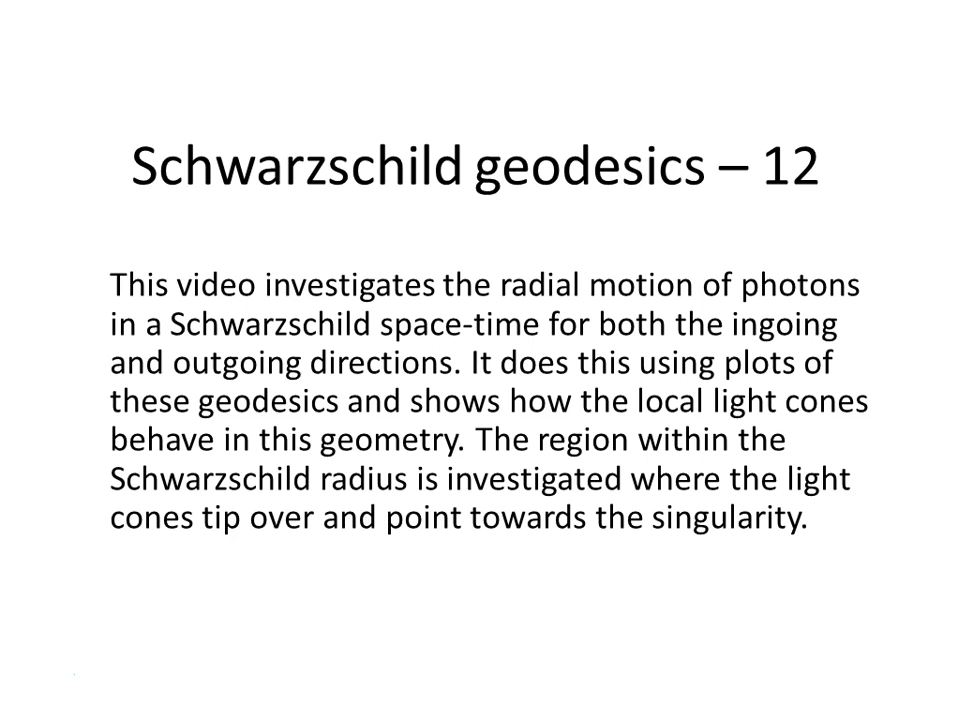 Schwarzschild geodesics – 12
This video investigates the radial motion of photons
in a Schwarzschild space-time for both the ingoing
and outgoing directions. It does this using plots of
these geodesics and shows how the local light cones
behave in this geometry. The region within the
Schwarzschild radius is investigated where the light
cones tip over and point towards the singularity.